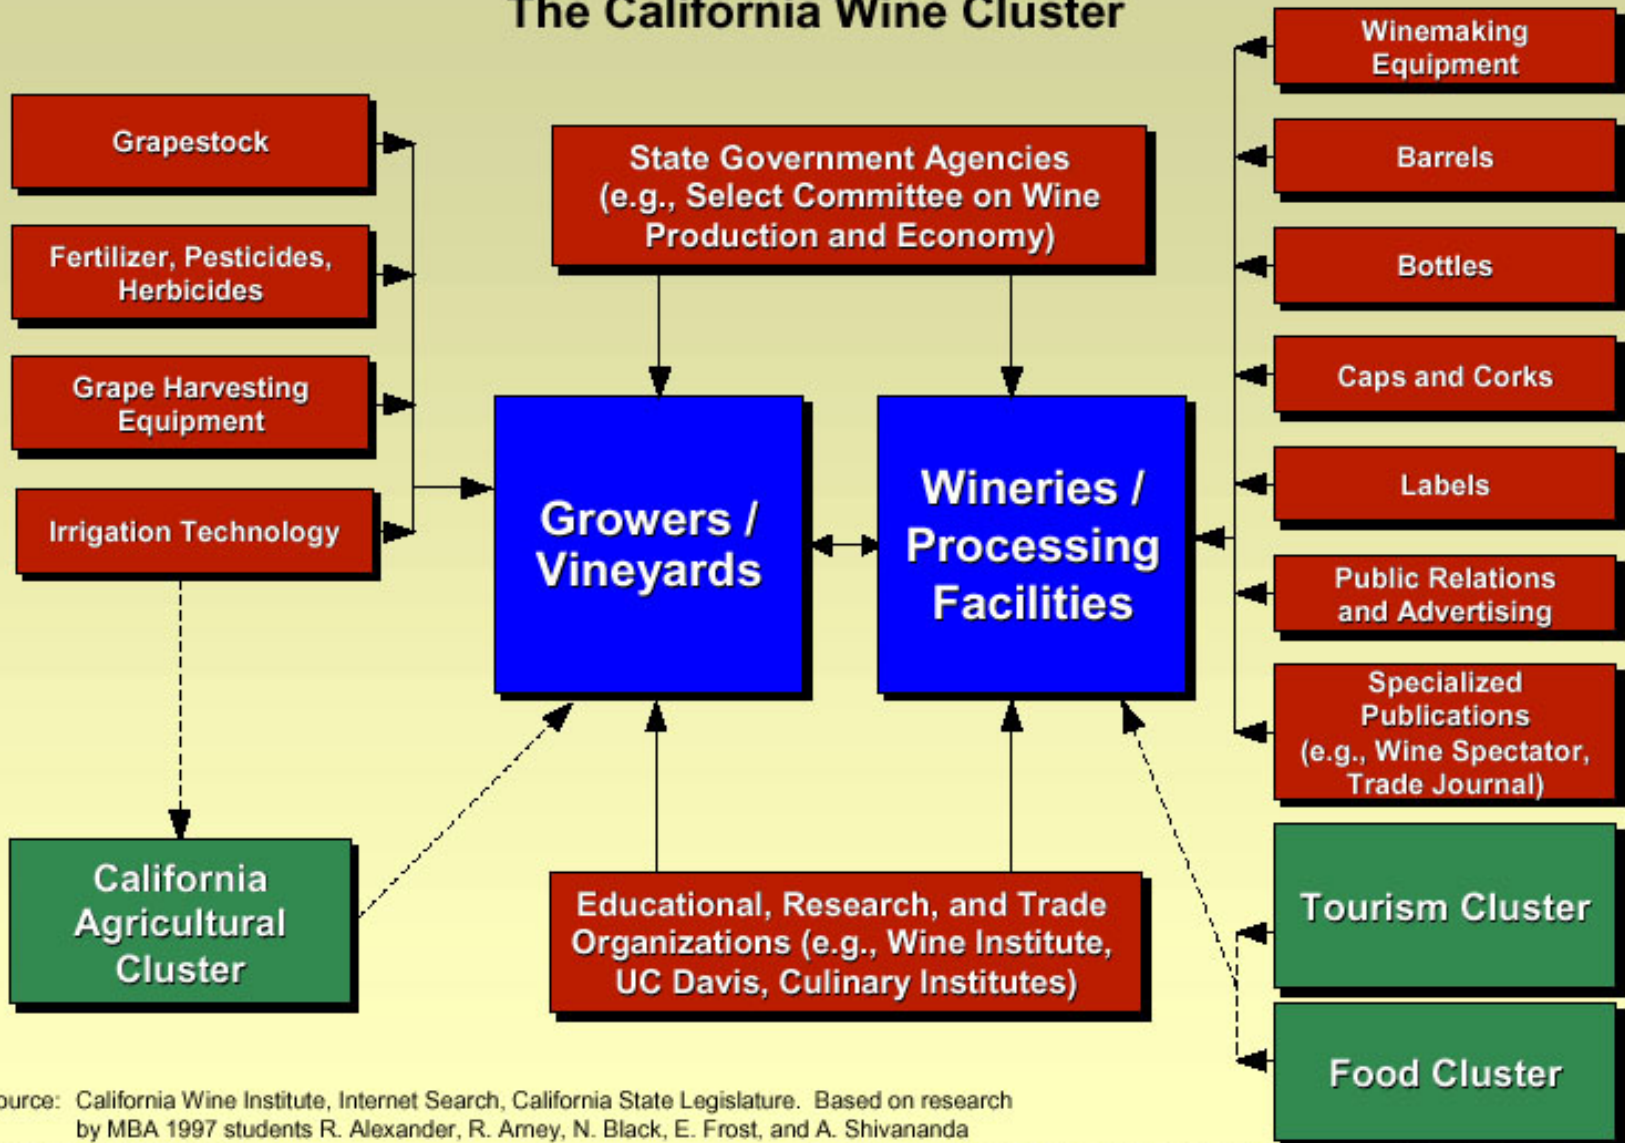 The California Wine Cluster
Grapestock
Fertilizer, Pesticides,
Herbicides
Grape Harvesting
Equipment
Irrigation Technology
State Government Agencies
(e.g., Select Committee on Wine
Production and Economy)
Growers /
Vineyards
Wineries /
Processing
Facilities
Winemaking
Equipment
Barrels
Bottles
Caps and Corks
Labels
Public Relations
and Advertising
Specialized
Publications
(e.g., Wine Spectator,
Trade Journal)
California
Agricultural
Cluster
Educational, Research, and Trade
Organizations (e.g., Wine Institute,
UC Davis, Culinary Institutes)
Tourism Cluster
Food Cluster
ource: California Wine Institute, Internet Search, California State Legislature. Based on research
by MBA 1997 students R. Alexander, R. Arney, N. Black, E. Frost, and A. Shivananda